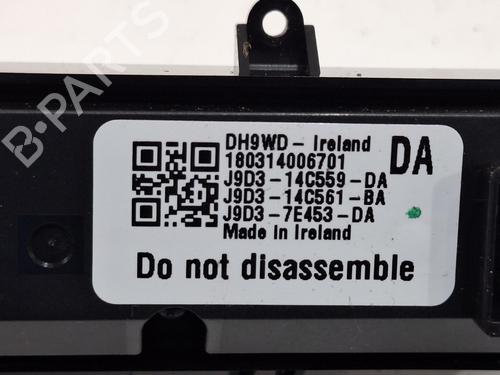 DH9WD - Ireland
DA
180314006701
J9D3-14C559-DA
J9D3-14C561-BA
J9D3-7E453-DA
Made in Ireland
Do not disassemble
B-PARTS